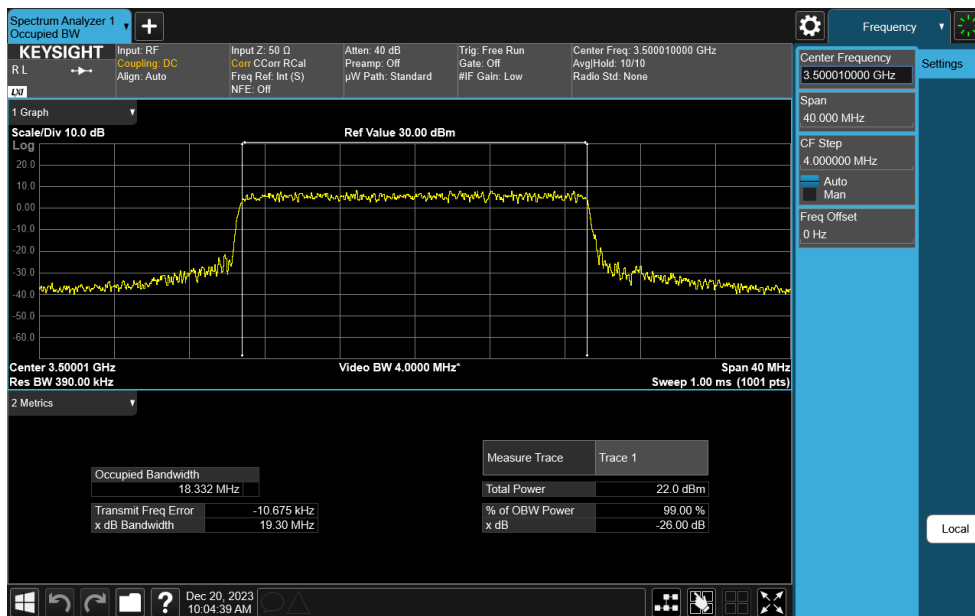 Spectrum Analyzer 1
Occupied BW
+
Frequency
KEYSIGHT
R L
LXI
Input: RF
Coupling: DC
Align: Auto
Input Z: 50 Ω
Corr CCorr RCal
Freq Ref: Int (S)
NFE: Off
Atten: 40 dB
Preamp: Off
µW Path: Standard
Trig: Free Run
Gate: Off
#IF Gain: Low
Center Freq: 3.500010000 GHz
Avg|Hold: 10/10
Radio Std: None
Center Frequency
3.500010000 GHz
Settings
Span
40.000 MHz
CF Step
4.000000 MHz
Auto
Man
Freq Offset
0 Hz
Local
1 Graph
Scale/Div 10.0 dB
Ref Value 30.00 dBm
Log
20.0
10.0
0.00
-10.0
-20.0
-30.0
-40.0
-50.0
-60.0
Center 3.50001 GHz
Video BW 4.0000 MHz*
Span 40 MHz
Res BW 390.00 kHz
Sweep 1.00 ms (1001 pts)
2 Metrics
Measure Trace
Trace 1
Occupied Bandwidth
18.332 MHz
Total Power
22.0 dBm
Transmit Freq Error
-10.675 kHz
% of OBW Power
99.00 %
x dB Bandwidth
19.30 MHz
x dB
-26.00 dB
?
Dec 20, 2023
10:04:39 AM